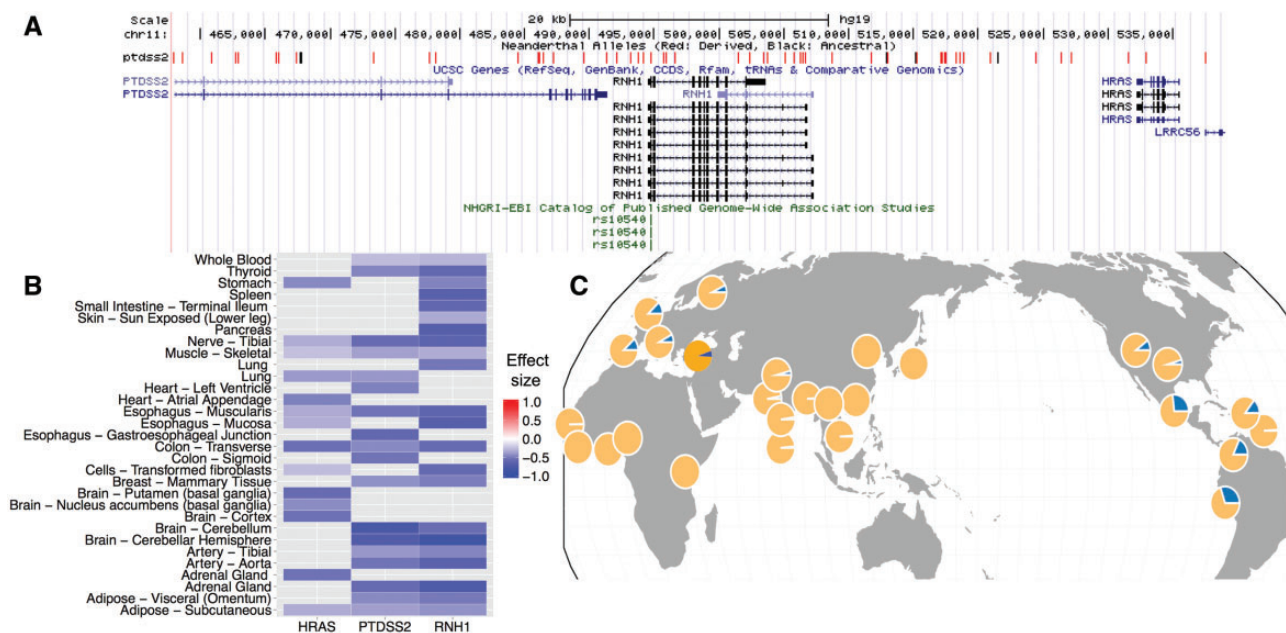 A
Scale
20 kb
hg19
chr11:
465,000
470,000
475,000
480,000
485,000
490,000
495,000
500,000
505,000
510,000
515,000
520,000
525,000
530,000
535,000
Neanderthal Alleles (Red: Derived, Black: Ancestral)
ptdss2
UCSC Genes (RefSeq, GenBank, CCDS, Rfam, tRNAs & Comparative Genomics)
PTDSS2
RNH1
HRAS
PTDSS2
RNH1
HRAS
RNH1
HRAS
RNH1
HRAS
RNH1
LRRC56
RNH1
RNH1
RNH1
RNH1
RNH1
NHGRI-EBI Catalog of Published Genome-Wide Association Studies
rs10540
rs10540
rs10540
B
Whole Blood
Thyroid
Stomach
Spleen
Small Intestine – Terminal Ileum
Skin – Sun Exposed (Lower leg)
Pancreas
Nerve – Tibial
Muscle – Skeletal
Lung
Lung
Heart – Left Ventricle
Heart – Atrial Appendage
Esophagus – Muscularis
Esophagus – Mucosa
Esophagus – Gastroesophageal Junction
Colon – Transverse
Colon – Sigmoid
Cells – Transformed fibroblasts
Breast – Mammary Tissue
Brain – Putamen (basal ganglia)
Brain – Nucleus accumbens (basal ganglia)
Brain – Cortex
Brain – Cerebellum
Brain – Cerebellar Hemisphere
Artery – Tibial
Artery – Aorta
Adrenal Gland
Adrenal Gland
Adipose – Visceral (Omentum)
Adipose – Subcutaneous
HRAS
PTDSS2
RNH1
Effect
size
1.0
0.5
0.0
−0.5
−1.0
C